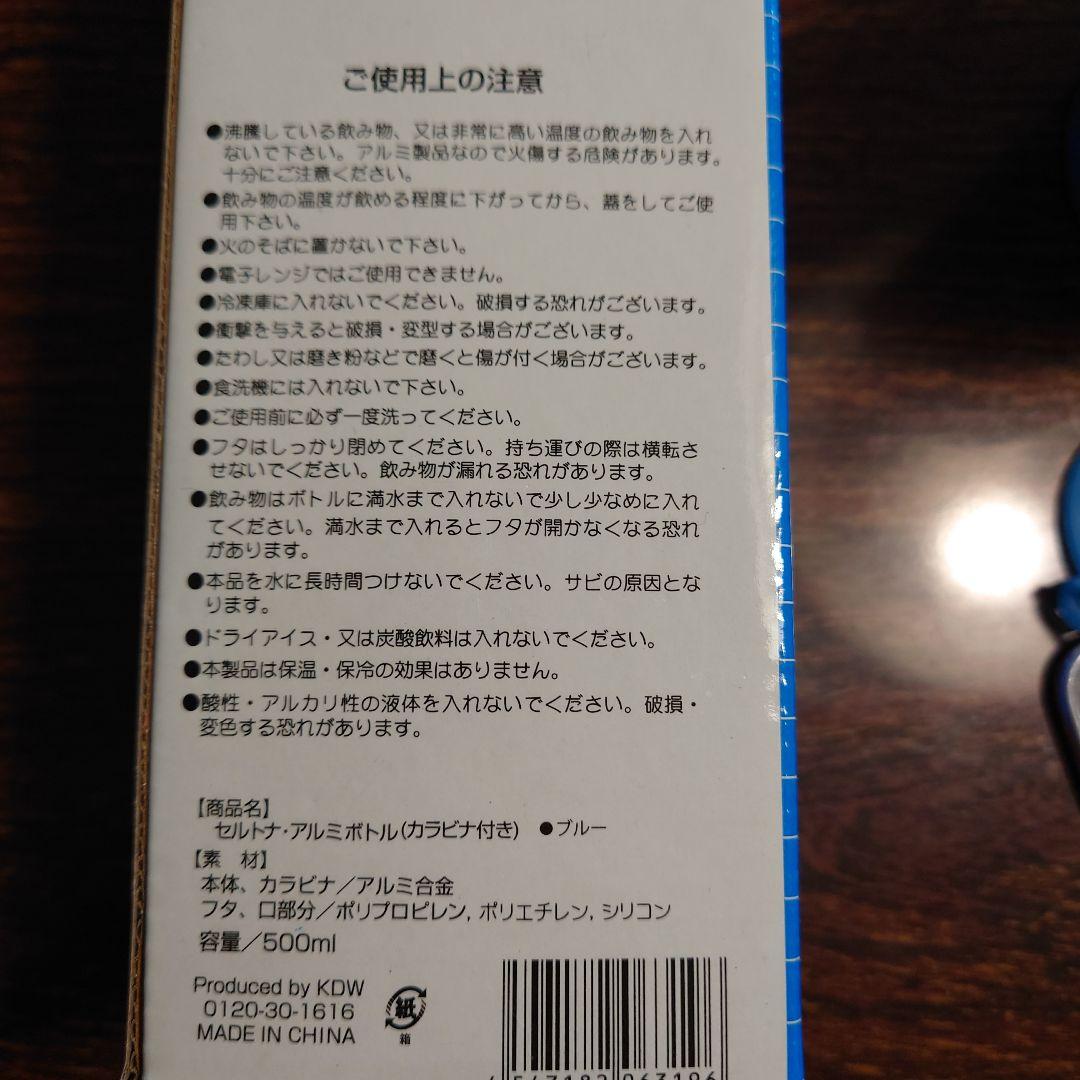 ご使用上の注意
●沸騰している飲み物、又は非常に高い温度の飲み物を入れ
ないで下さい。アルミ製品なので火傷する危険があります。
十分にご注意ください。
●飲み物の温度が飲める程度に下がってから、蓋をしてご使
用下さい。
●火のそばに置かないで下さい。
●電子レンジではご使用できません。
●冷凍庫に入れないでください。破損する恐れがございます。
●衝撃を与えると破損・変型する場合がございます。
●たわし又は磨き粉などで磨くと傷が付く場合がございます。
●食洗機には入れないで下さい。
●ご使用前に必ず一度洗ってください。
●フタはしっかり閉めてください。持ち運びの際は横転さ
せないでください。飲み物が漏れる恐れがあります。
●飲み物はボトルに満水まで入れないで少し少なめに入れ
てください。満水まで入れるとフタが開かなくなる恐れ
があります。
●本品を水に長時間つけないでください。サビの原因とな
ります。
●ドライアイス・又は炭酸飲料は入れないでください。
●本製品は保温・保冷の効果はありません。
●酸性・アルカリ性の液体を入れないでください。破損・
変色する恐れがあります。
【商品名】
セルトナ・アルミボトル(カラビナ付き) ●ブルー
【素 材】
本体、カラビナ／アルミ合金
フタ、口部分／ポリプロピレン, ポリエチレン, シリコン
容量／500ml
Produced by KDW
0120-30-1616
MADE IN CHINA
紙
箱
4 547182 063196